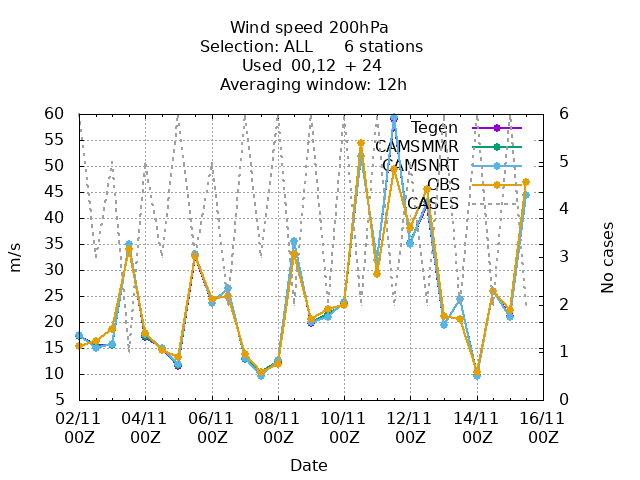 Wind speed 200hPa
Selection: ALL 6 stations
Used 00,12 + 24
Averaging window: 12h
60
55
50
45
40
35
30
25
20
15
10
5
m/s
6
5
4
3
2
1
0
No cases
Tegen
CAMSMMR
CAMSNRT
OBS
CASES
02/11 04/11 06/11 08/11 10/11 12/11 14/11 16/11
00Z 00Z 00Z 00Z 00Z 00Z 00Z 00Z
Date